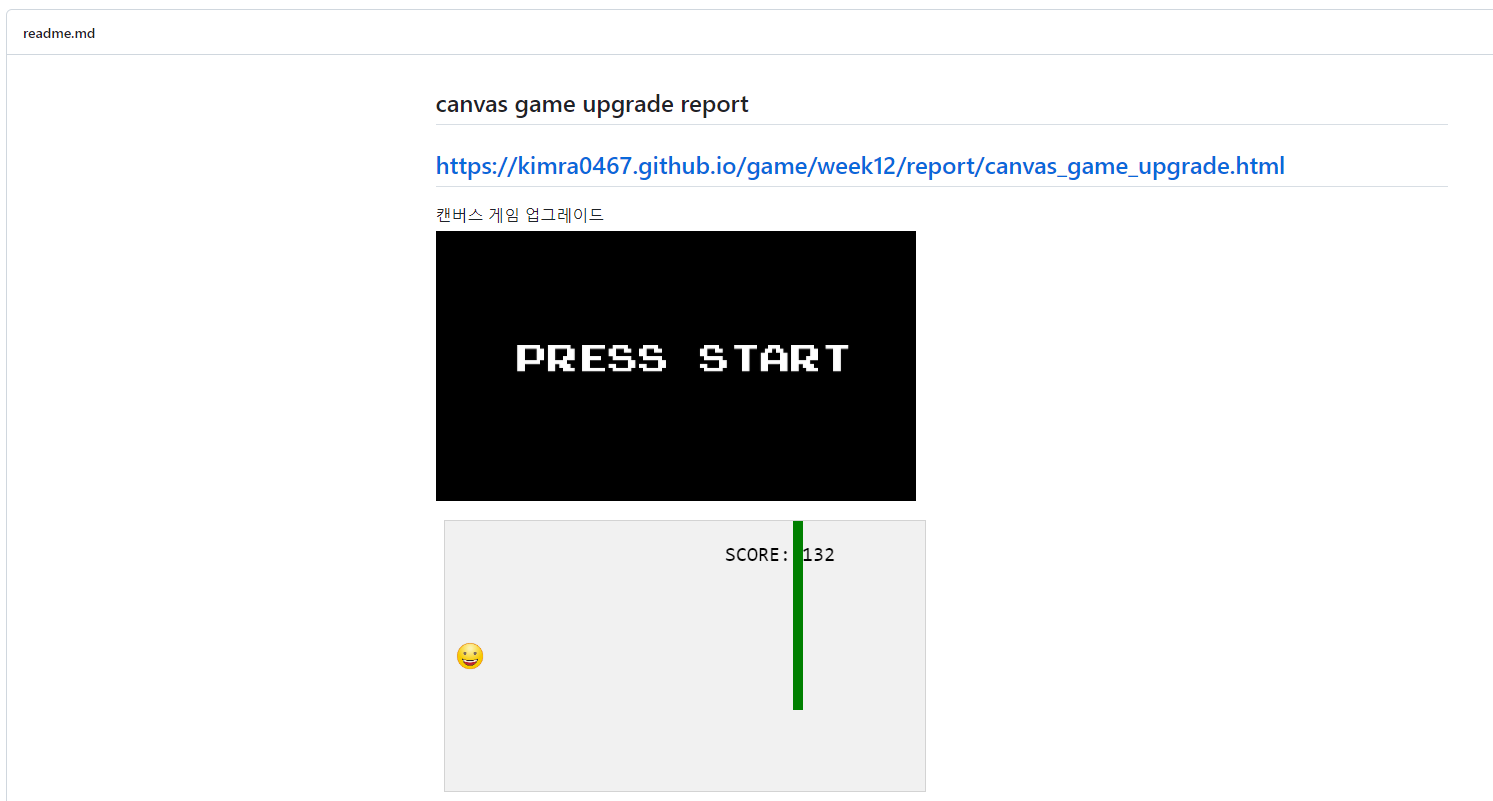 readme.md
canvas game upgrade report
https://kimra0467.github.io/game/week12/report/canvas_game_upgrade.html
캔버스 게임 업그레이드
PRESS START
SCORE: 132